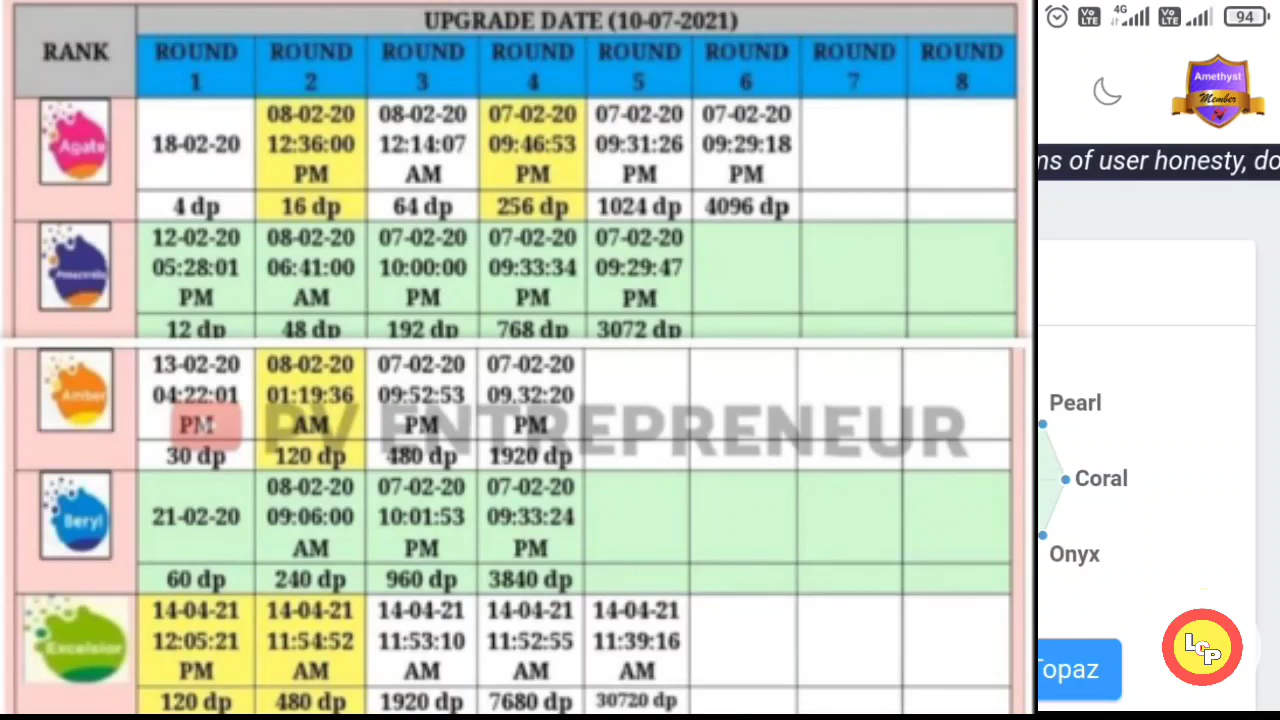 UPGRADE DATE (10-07-2021)
RANK
ROUND 1
ROUND 2
ROUND 3
ROUND 4
ROUND 5
ROUND 6
ROUND 7
ROUND 8
Agate
18-02-20
08-02-20 12:36:00 PM
08-02-20 12:14:07 AM
07-02-20 09:46:53 PM
07-02-20 09:31:26 PM
07-02-20 09:29:18 PM
4 dp
16 dp
64 dp
256 dp
1024 dp
4096 dp
12-02-20 05:28:01 PM
08-02-20 06:41:00 AM
07-02-20 10:00:00 PM
07-02-20 09:33:34 PM
07-02-20 09:29:47 PM
12 dp
48 dp
192 dp
768 dp
3072 dp
Amber
13-02-20 04:22:01 PM
08-02-20 01:19:36 AM
07-02-20 09:52:53 PM
07-02-20 09.32:20 PM
30 dp
120 dp
480 dp
1920 dp
PV ENTREPRENEUR
Beryl
21-02-20
08-02-20 09:06:00 AM
07-02-20 10:01:53 PM
07-02-20 09:33:24 PM
60 dp
240 dp
960 dp
3840 dp
Excelsior
14-04-21 12:05:21 PM
14-04-21 11:54:52 AM
14-04-21 11:53:10 AM
14-04-21 11:52:55 AM
14-04-21 11:39:16 AM
120 dp
480 dp
1920 dp
7680 dp
30720 dp
Vo LTE
4G
Vo LTE
94
Amethyst
Member
ms of user honesty, do
Pearl
Coral
Onyx
Topaz
LCP